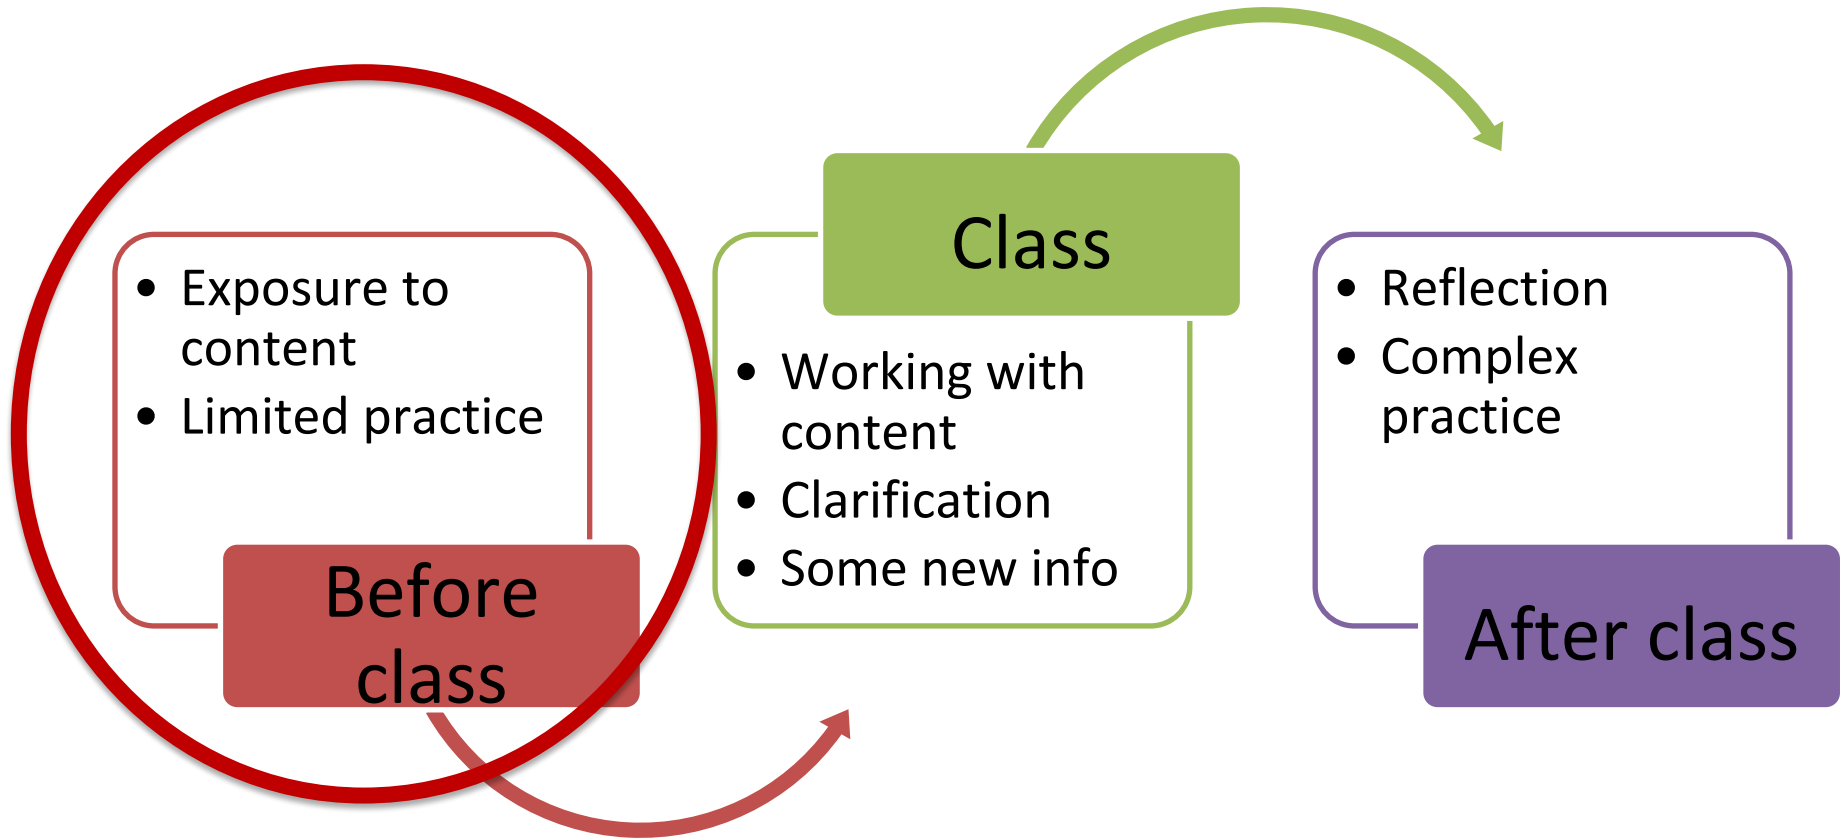 • Exposure to
content
• Limited practice
Before
class
Class
• Working with
content
• Clarification
• Some new info
• Reflection
• Complex
practice
After class